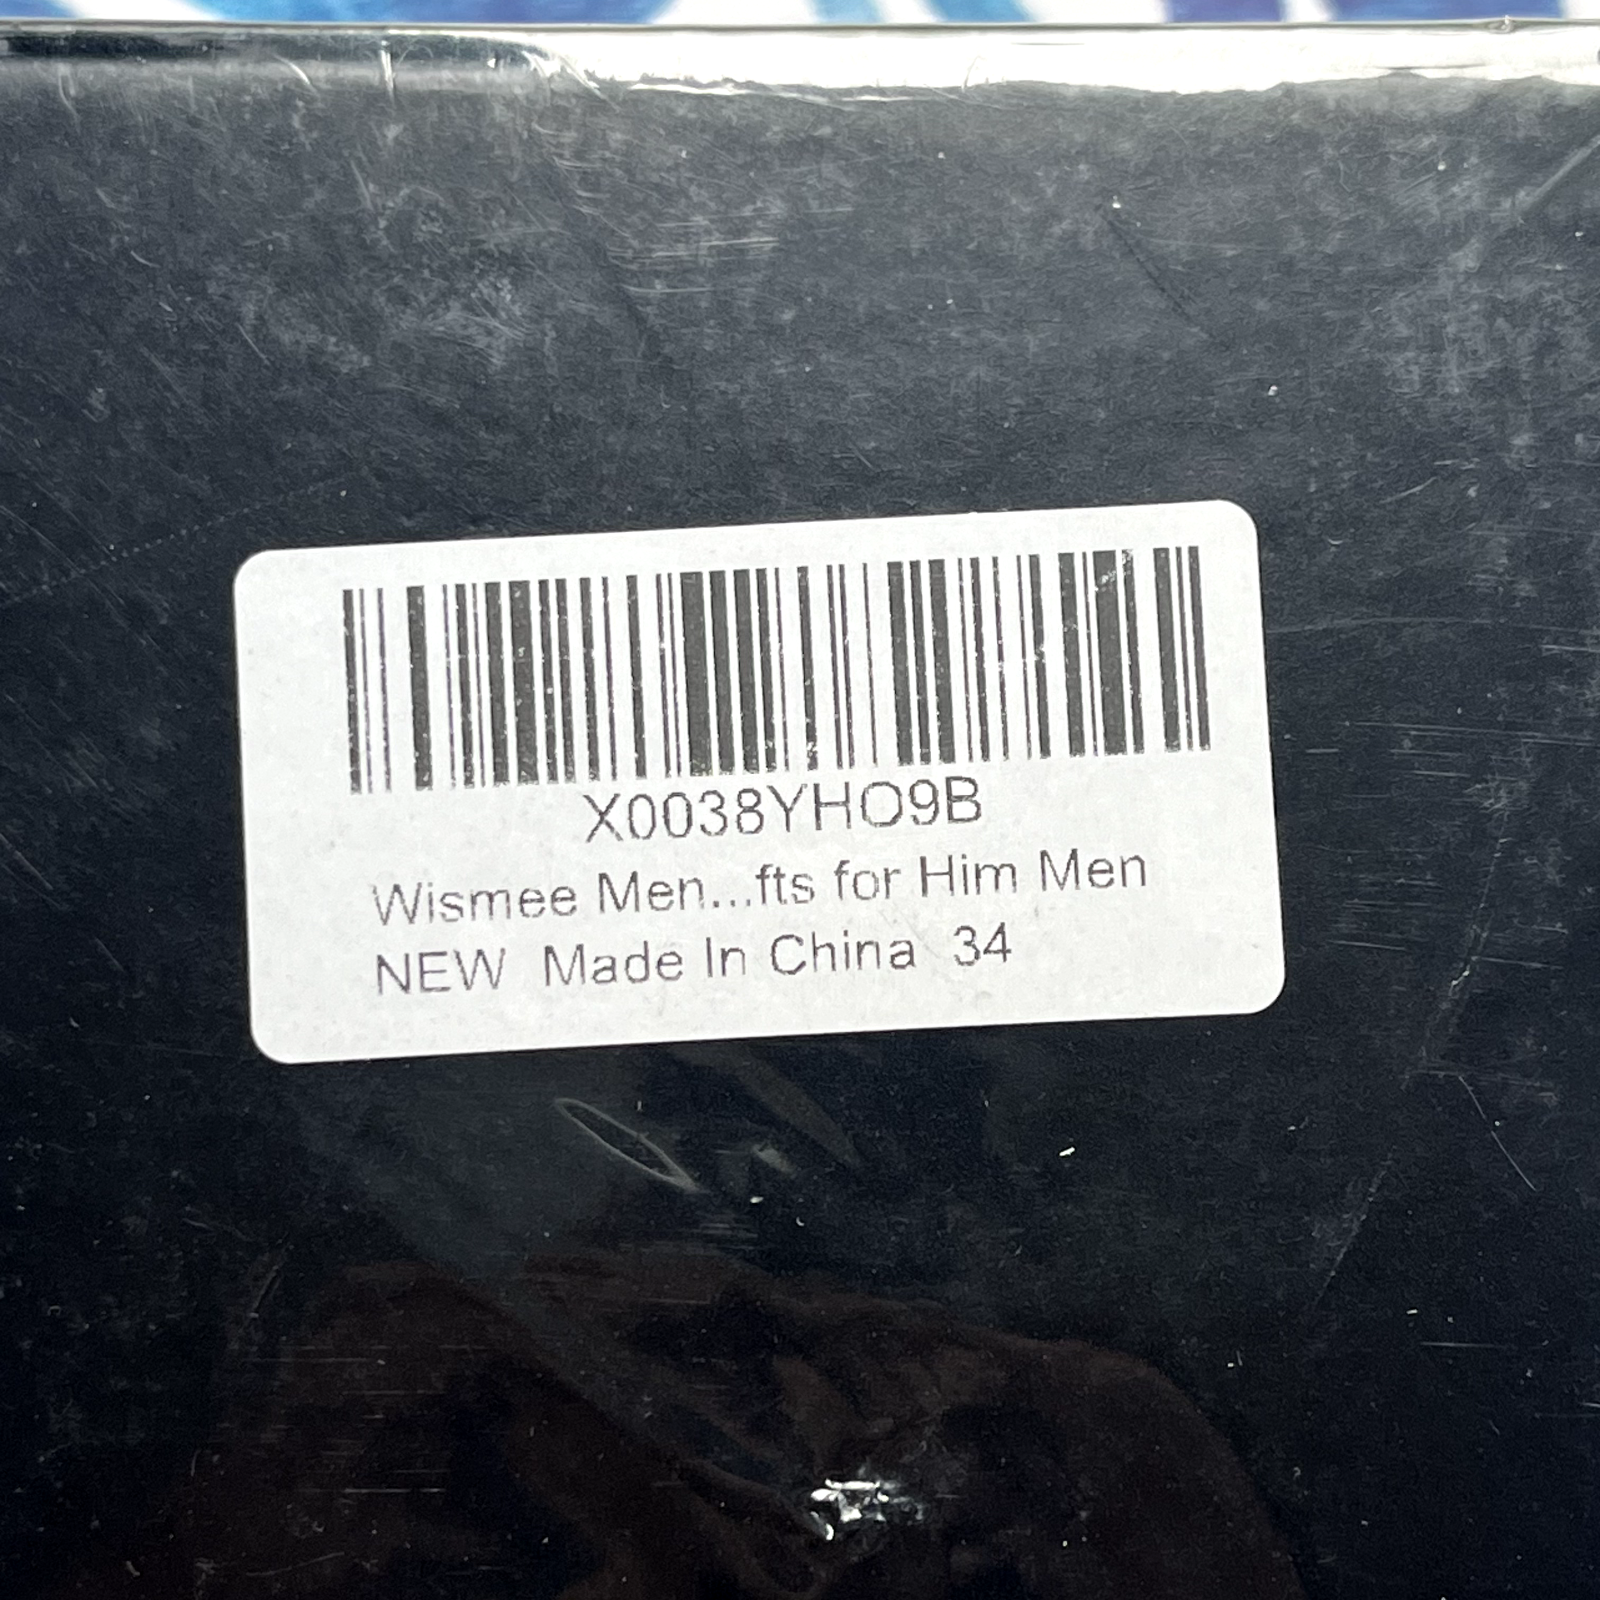 X0038YHO9B
Wismee Men...fts for Him Men
NEW Made In China 34